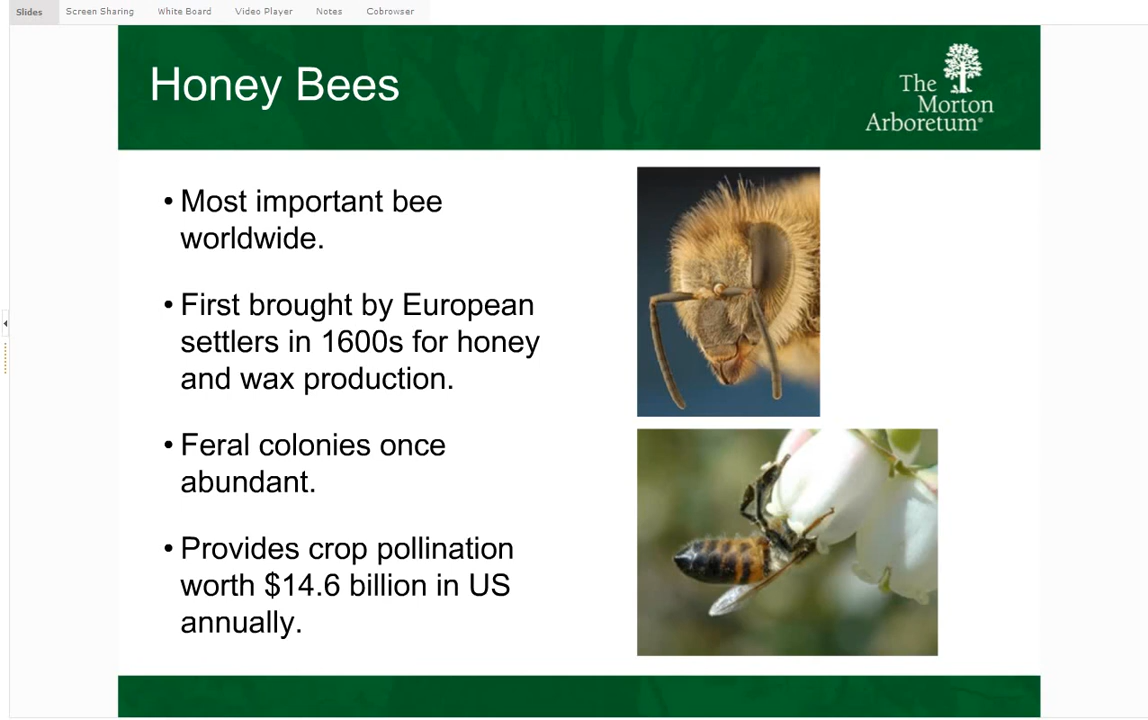 Slides Screen Sharing White Board Video Player Notes Cobrowser
Honey Bees
The
Morton
Arboretum®
• Most important bee
worldwide.
• First brought by European
settlers in 1600s for honey
and wax production.
• Feral colonies once
abundant.
• Provides crop pollination
worth $14.6 billion in US
annually.